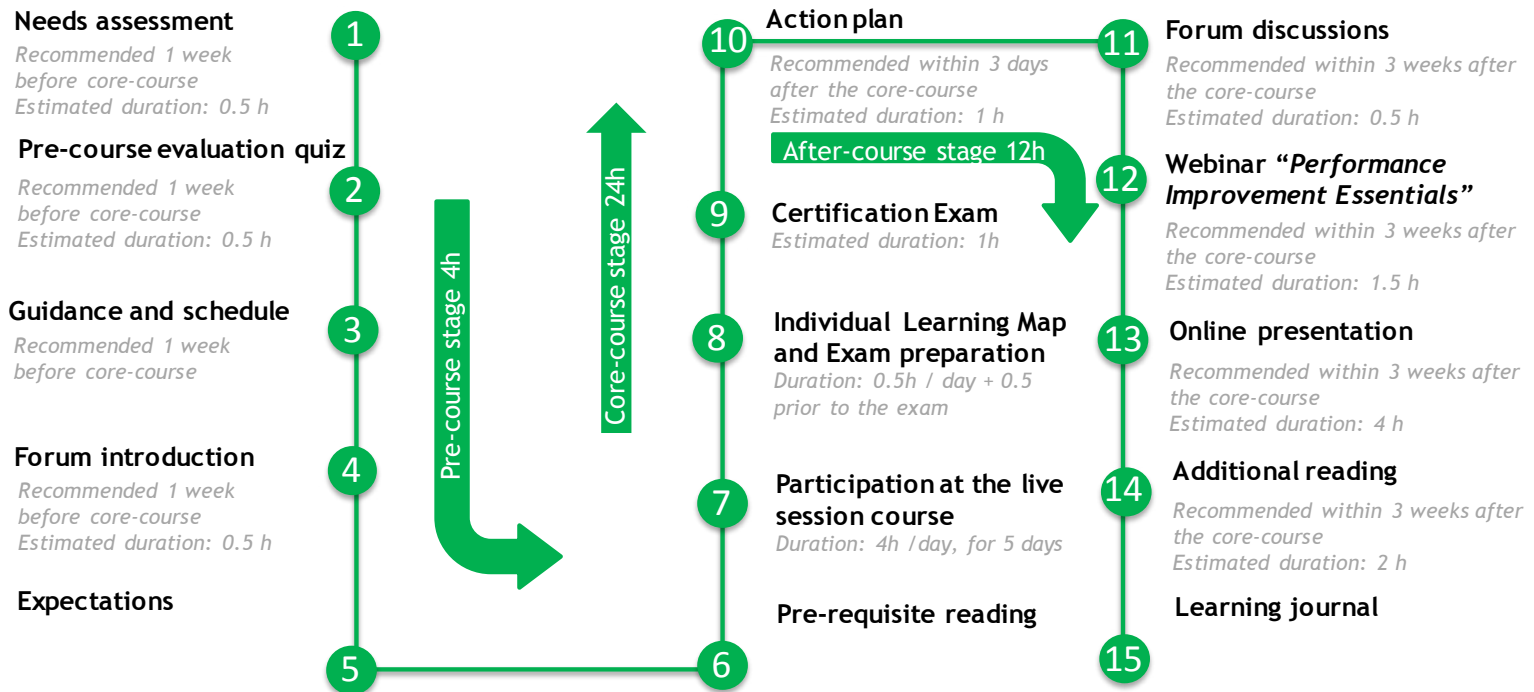 Needs assessment
1
Recommended 1 week
before core-course
Estimated duration: 0.5 h
Pre-course evaluation quiz
2
Recommended 1 week
before core-course
Estimated duration: 0.5 h
Guidance and schedule
3
Recommended 1 week
before core-course
Forum introduction
4
Recommended 1 week
before core-course
Estimated duration: 0.5 h
Expectations
5
Pre-course stage 4h
Core-course stage 24h
6
Pre-requisite reading
7
Participation at the live
session course
Duration: 4h /day, for 5 days
8
Individual Learning Map
and Exam preparation
Duration: 0.5h / day + 0.5
prior to the exam
9
Certification Exam
Estimated duration: 1h
10
Action plan
Recommended within 3 days
after the core-course
Estimated duration: 1 h
After-course stage 12h
11
Forum discussions
Recommended within 3 weeks after
the core-course
Estimated duration: 0.5 h
12
Webinar “Performance
Improvement Essentials”
Recommended within 3 weeks after
the core-course
Estimated duration: 1.5 h
13
Online presentation
Recommended within 3 weeks after
the core-course
Estimated duration: 4 h
14
Additional reading
Recommended within 3 weeks after
the core-course
Estimated duration: 2 h
Learning journal
15